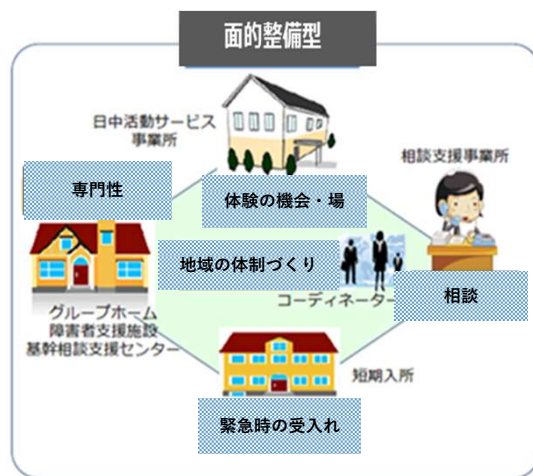 面的整備型
日中活動サービス
事業所
相談支援事業所
専門性
体験の機会・場
地域の体制づくり
コーディネーター
相談
グループホーム
障害者支援施設
基幹相談支援センター
短期入所
緊急時の受入れ